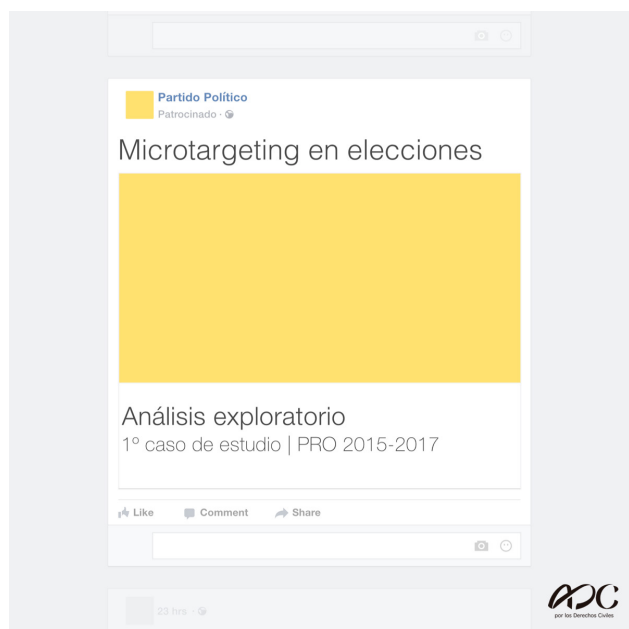 Partido Político
Patrocinado ·
Microtargeting en elecciones
Análisis exploratorio
1º caso de estudio | PRO 2015-2017
Like Comment Share
23 hrs ·
ADC
por los Derechos Civiles